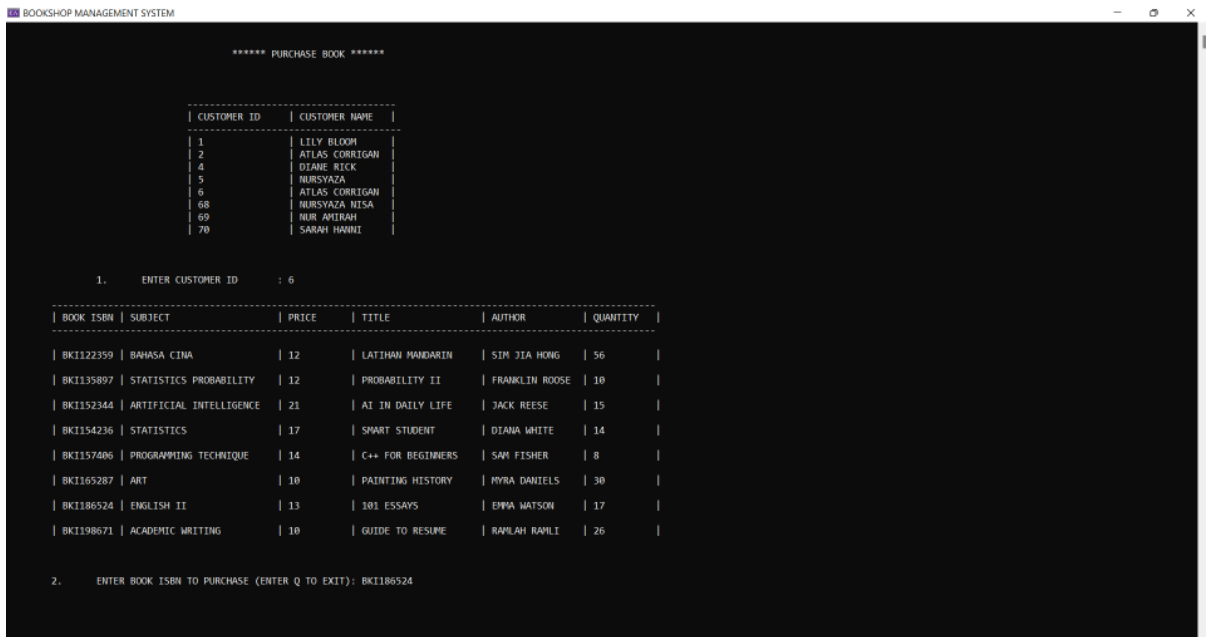 BOOKSHOP MANAGEMENT SYSTEM
****** PURCHASE BOOK ******
--------------------------------------
| CUSTOMER ID | CUSTOMER NAME |
---------------------------------------
| 1 | LILY BLOOM |
| 2 | ATLAS CORRIGAN |
| 4 | DIANE RICK |
| 5 | NURSYAZA |
| 6 | ATLAS CORRIGAN |
| 68 | NURSYAZA NISA |
| 69 | NUR AMIRAH |
| 70 | SARAH HANNI |
1. ENTER CUSTOMER ID : 6
| BOOK ISBN | SUBJECT | PRICE | TITLE | AUTHOR | QUANTITY |
| BKI122359 | BAHASA CINA | 12 | LATIHAN MANDARIN | SIM JIA HONG | 56 |
| BKI135897 | STATISTICS PROBABILITY | 12 | PROBABILITY II | FRANKLIN ROOSE | 10 |
| BKI152344 | ARTIFICIAL INTELLIGENCE | 21 | AI IN DAILY LIFE | JACK REESE | 15 |
| BKI154236 | STATISTICS | 17 | SMART STUDENT | DIANA WHITE | 14 |
| BKI157406 | PROGRAMMING TECHNIQUE | 14 | C++ FOR BEGINNERS | SAM FISHER | 8 |
| BKI165287 | ART | 10 | PAINTING HISTORY | MYRA DANIELS | 30 |
| BKI186524 | ENGLISH II | 13 | 101 ESSAYS | EMMA WATSON | 17 |
| BKI198671 | ACADEMIC WRITING | 10 | GUIDE TO RESUME | RAMLAH RAMLI | 26 |
2. ENTER BOOK ISBN TO PURCHASE (ENTER Q TO EXIT): BKI186524